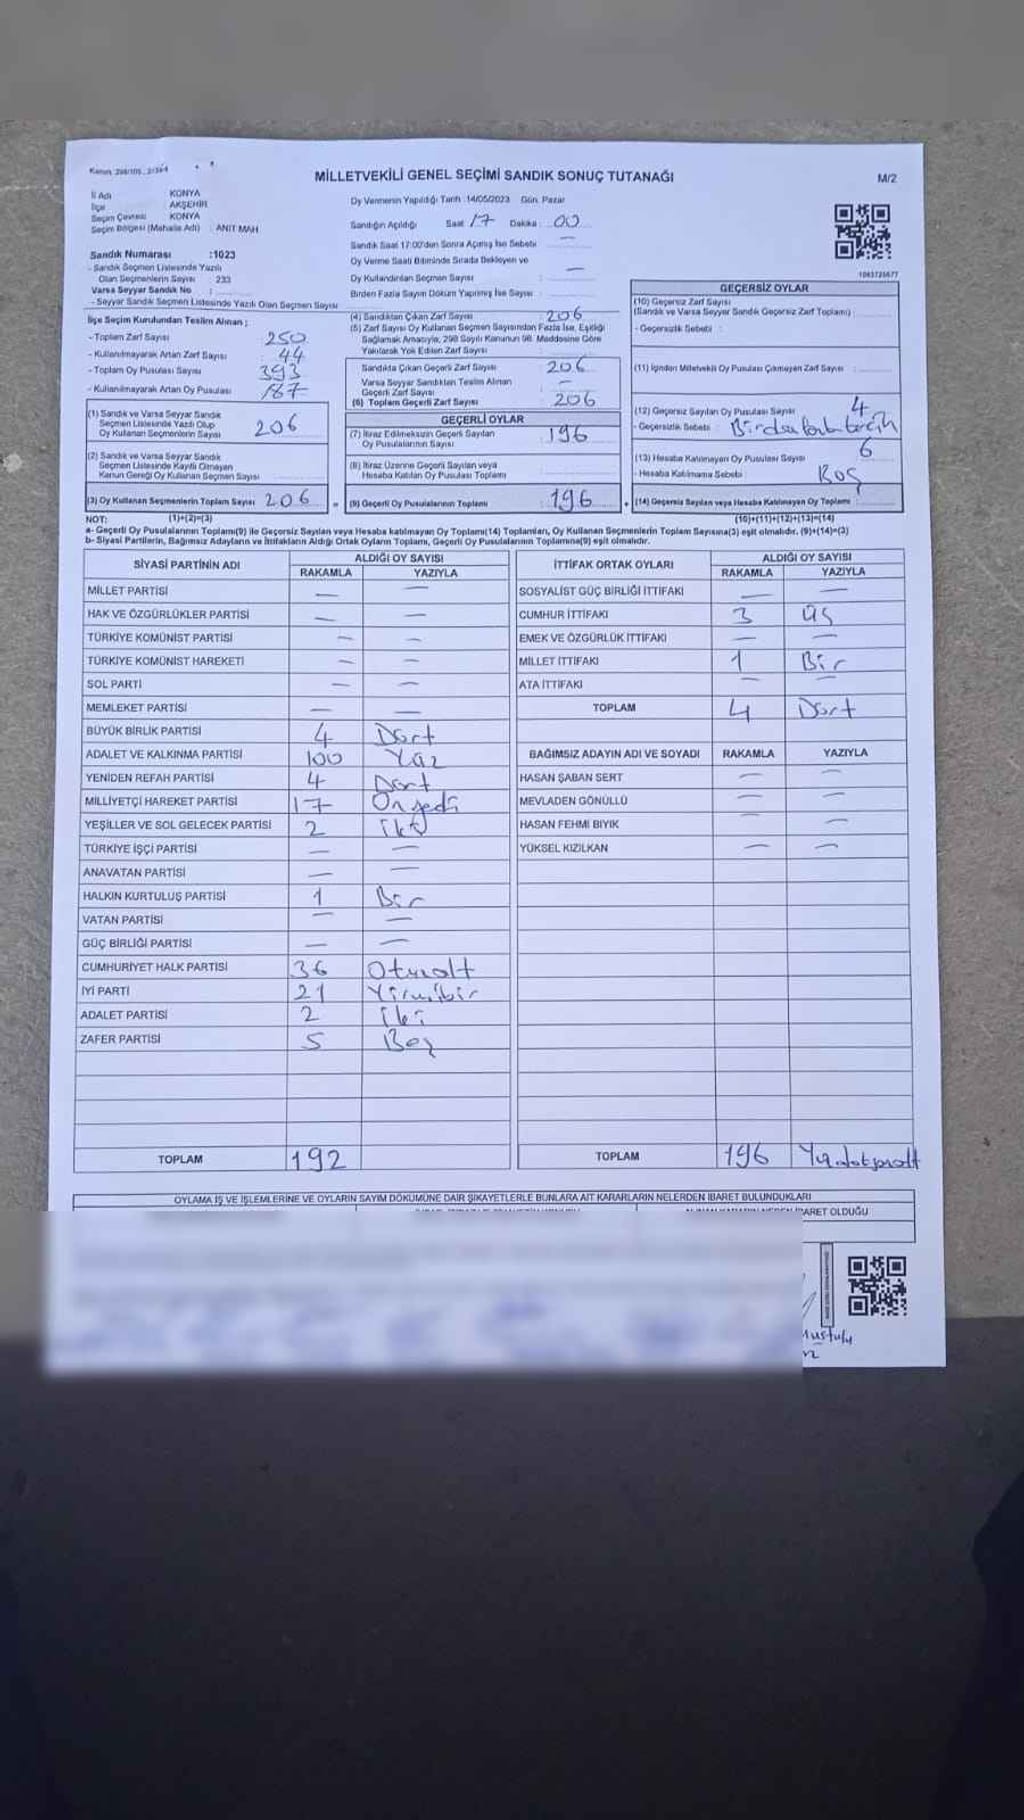 MİLLETVEKİLİ GENEL SEÇİMİ SANDIK SONUÇ TUTANAĞI
M/2
İl Adı KONYA
İlçe AKŞEHİR
Seçim Çevresi KONYA
Seçim Bölgesi (Mahalle Adı) : ANIT MAH
Oy Vermenin Yapıldığı Tarih :14/05/2023 Gün Pazar
Sandığın Açıldığı Saat 17 Dakika 00
Sandık Saat 17:00'den Sonra Açılmış İse Sebebi —
Oy Verme Saati Bitiminde Sırada Bekleyen ve
Oy Kullandırılan Seçmen Sayısı —
Birden Fazla Sayım Döküm Yapılmış İse Sayısı
Sandık Numarası :1023
- Sandık Seçmen Listesinde Yazılı
Olan Seçmenlerin Sayısı : 233
Varsa Seyyar Sandık No :
- Seyyar Sandık Seçmen Listesinde Yazılı Olan Seçmen Sayısı
1083725677
İlçe Seçim Kurulundan Teslim Alınan ;
- Toplam Zarf Sayısı 250
- Kullanılmayarak Artan Zarf Sayısı 44
- Toplam Oy Pusulası Sayısı 393
- Kullanılmayarak Artan Oy Pusulası 187
(1) Sandık ve Varsa Seyyar Sandık
Seçmen Listesinde Yazılı Olup
Oy Kullanan Seçmenlerin Sayısı 206
(2) Sandık ve Varsa Seyyar Sandık
Seçmen Listesinde Kayıtlı Olmayan
Kanun Gereği Oy Kullanan Seçmen Sayısı
(3) Oy Kullanan Seçmenlerin Toplam Sayısı 206
(4) Sandıktan Çıkan Zarf Sayısı 206
(5) Zarf Sayısı Oy Kullanan Seçmen Sayısından Fazla İse, Eşitliği
Sağlamak Amacıyla, 298 Sayılı Kanunun 98. Maddesine Göre
Yakılarak Yok Edilen Zarf Sayısı
Sandıkta Çıkan Geçerli Zarf Sayısı 206
Varsa Seyyar Sandıktan Teslim Alınan
Geçerli Zarf Sayısı —
(6) Toplam Geçerli Zarf Sayısı 206
GEÇERLİ OYLAR
(7) İtiraz Edilmeksizin Geçerli Sayılan
Oy Pusulalarının Sayısı 196
(8) İtiraz Üzerine Geçerli Sayılan veya
Hesaba Katılan Oy Pusulası Toplamı
= (9) Geçerli Oy Pusulalarının Toplamı 196
GEÇERSİZ OYLAR
(10) Geçersiz Zarf Sayısı
(Sandık ve Varsa Seyyar Sandık Geçersiz Zarf Toplamı)
- Geçersizlik Sebebi :
(11) İçinden Milletvekili Oy Pusulası Çıkmayan Zarf Sayısı
(12) Geçersiz Sayılan Oy Pusulası Sayısı 4
- Geçersizlik Sebebi :
(13) Hesaba Katılmayan Oy Pusulası Sayısı 6
- Hesaba Katılmama Sebebi : Boş
+ (14) Geçersiz Sayılan veya Hesaba Katılmayan Oy Toplamı
NOT: (1)+(2)=(3) (10)+(11)+(12)+(13)=(14)
a- Geçerli Oy Pusulalarının Toplamı(9) ile Geçersiz Sayılan veya Hesaba katılmayan Oy Toplamı(14) Toplamları, Oy Kullanan Seçmenlerin Toplam Sayısına(3) eşit olmalıdır. (9)+(14)=(3)
b- Siyasi Partilerin, Bağımsız Adayların ve İttifakların Aldığı Ortak Oyların Toplamı, Geçerli Oy Pusulalarının Toplamına(9) eşit olmalıdır.
SİYASİ PARTİNİN ADI ALDIĞI OY SAYISI
RAKAMLA YAZIYLA
MİLLET PARTİSİ — —
HAK VE ÖZGÜRLÜKLER PARTİSİ — —
TÜRKİYE KOMÜNİST PARTİSİ — —
TÜRKİYE KOMÜNİST HAREKETİ — —
SOL PARTİ — —
MEMLEKET PARTİSİ — —
BÜYÜK BİRLİK PARTİSİ 4 Dört
ADALET VE KALKINMA PARTİSİ 100 Yüz
YENİDEN REFAH PARTİSİ 4 Dört
MİLLİYETÇİ HAREKET PARTİSİ 17 Onyedi
YEŞİLLER VE SOL GELECEK PARTİSİ 2 İki
TÜRKİYE İŞÇİ PARTİSİ — —
ANAVATAN PARTİSİ — —
HALKIN KURTULUŞ PARTİSİ 1 Bir
VATAN PARTİSİ — —
GÜÇ BİRLİĞİ PARTİSİ — —
CUMHURİYET HALK PARTİSİ 36 Otuzalt
İYİ PARTİ 21 Yirmibir
ADALET PARTİSİ 2 İki
ZAFER PARTİSİ 5 Beş
TOPLAM 192
İTTİFAK ORTAK OYLARI ALDIĞI OY SAYISI
RAKAMLA YAZIYLA
SOSYALİST GÜÇ BİRLİĞİ İTTİFAKI — —
CUMHUR İTTİFAKI 3 Üç
EMEK VE ÖZGÜRLÜK İTTİFAKI — —
MİLLET İTTİFAKI 1 Bir
ATA İTTİFAKI — —
TOPLAM 4 Dört
BAĞIMSIZ ADAYIN ADI VE SOYADI RAKAMLA YAZIYLA
HASAN ŞABAN SERT — —
MEVLADEN GÖNÜLLÜ — —
HASAN FEHMİ BIYIK — —
YÜKSEL KIZILKAN — —
TOPLAM 196
OYLAMA İŞ VE İŞLEMLERİNE VE OYLARIN SAYIM DÖKÜMÜNE DAİR ŞİKAYETLERLE BUNLARA AİT KARARLARIN NELERDEN İBARET BULUNDUKLARI
OLDUĞU